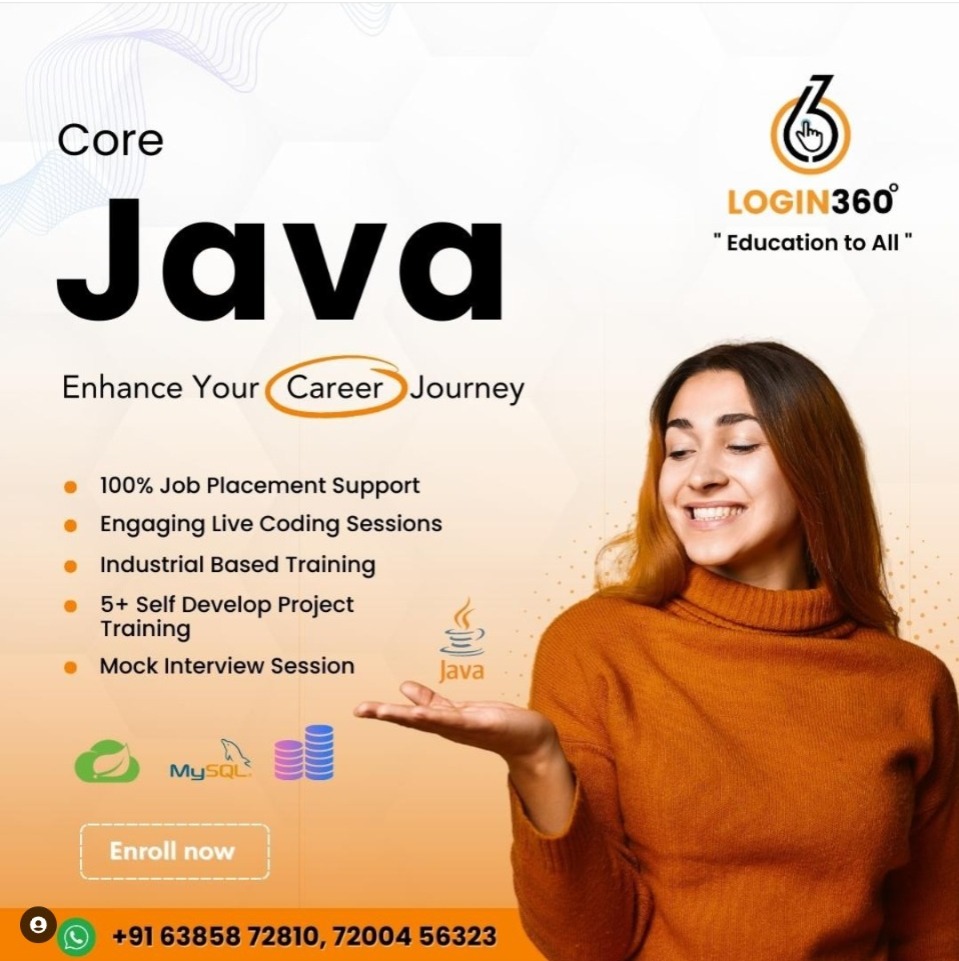 Core
Java
LOGIN360°
" Education to All "
Enhance Your Career Journey
100% Job Placement Support
Engaging Live Coding Sessions
Industrial Based Training
5+ Self Develop Project
Training
Mock Interview Session
Java
MySQL
Enroll now
+91 63858 72810, 72004 56323